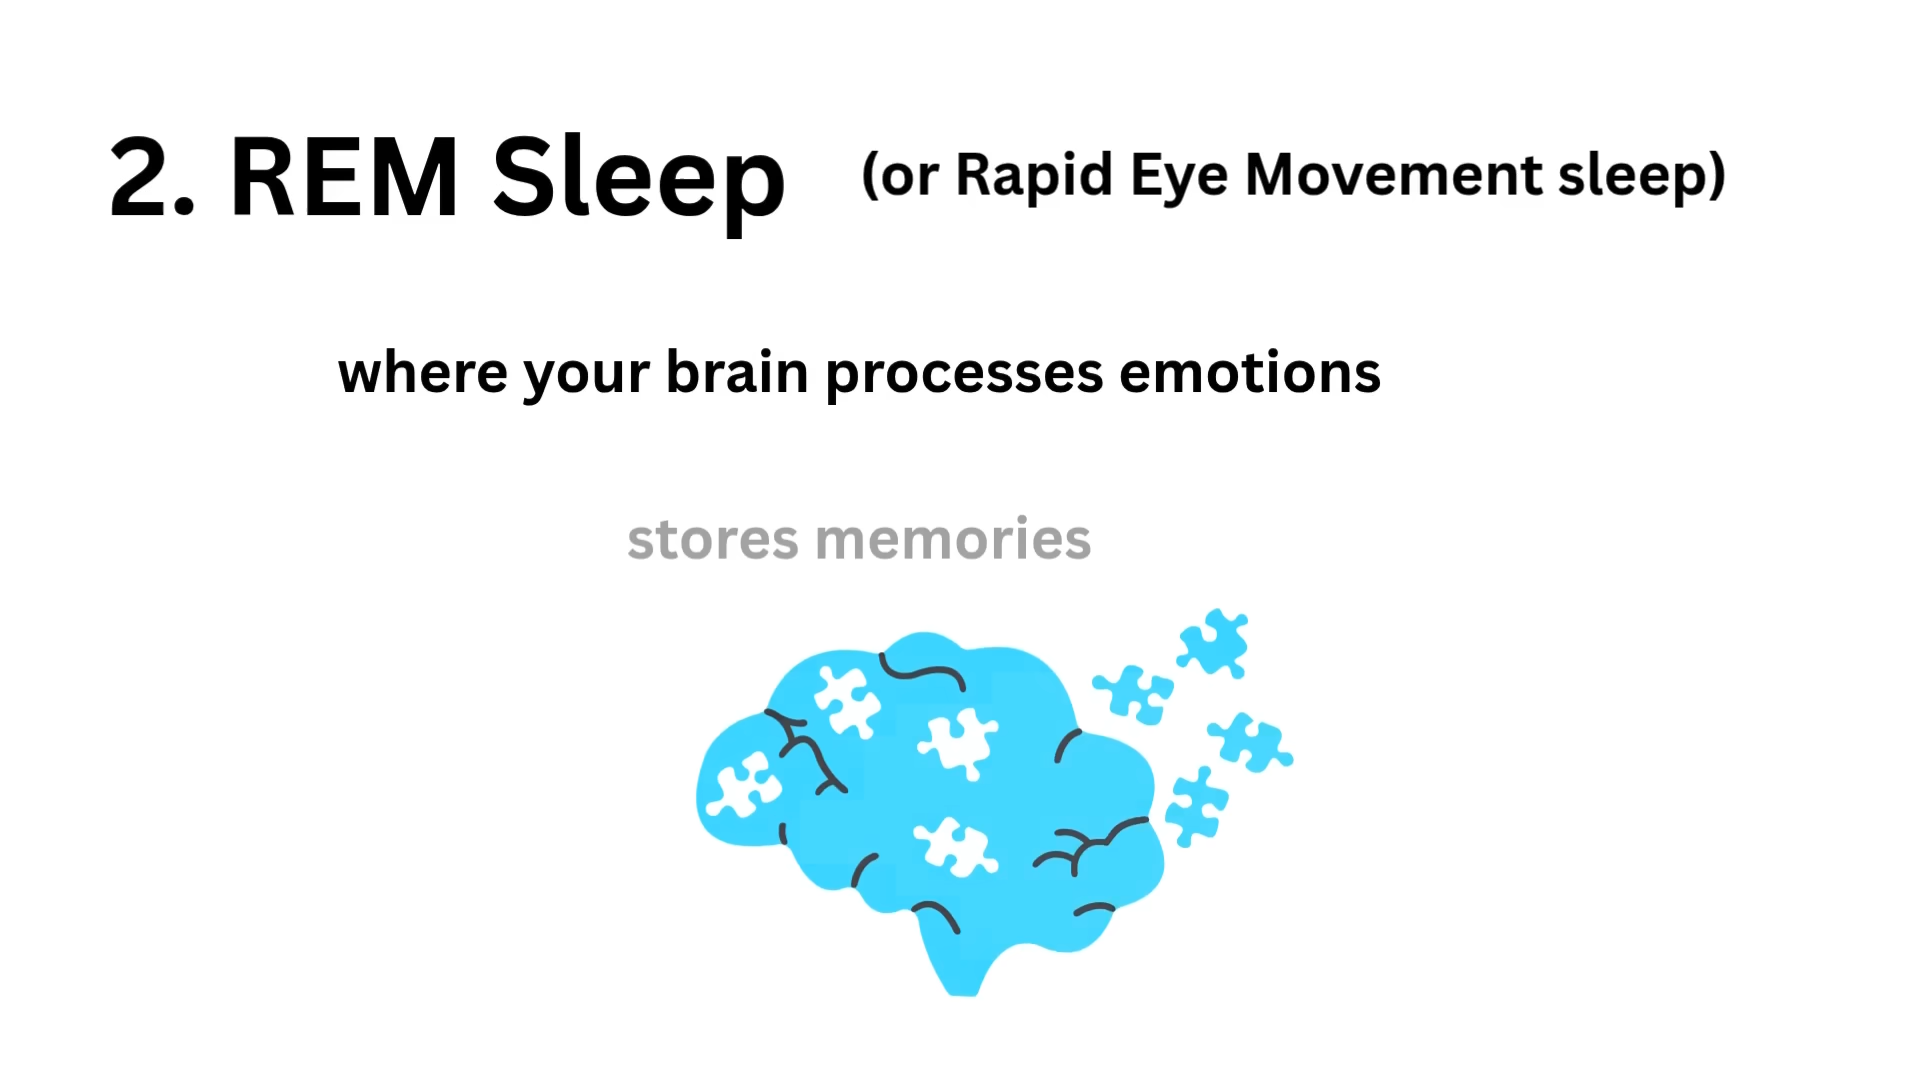 2. REM Sleep (or Rapid Eye Movement sleep)
where your brain processes emotions
stores memories